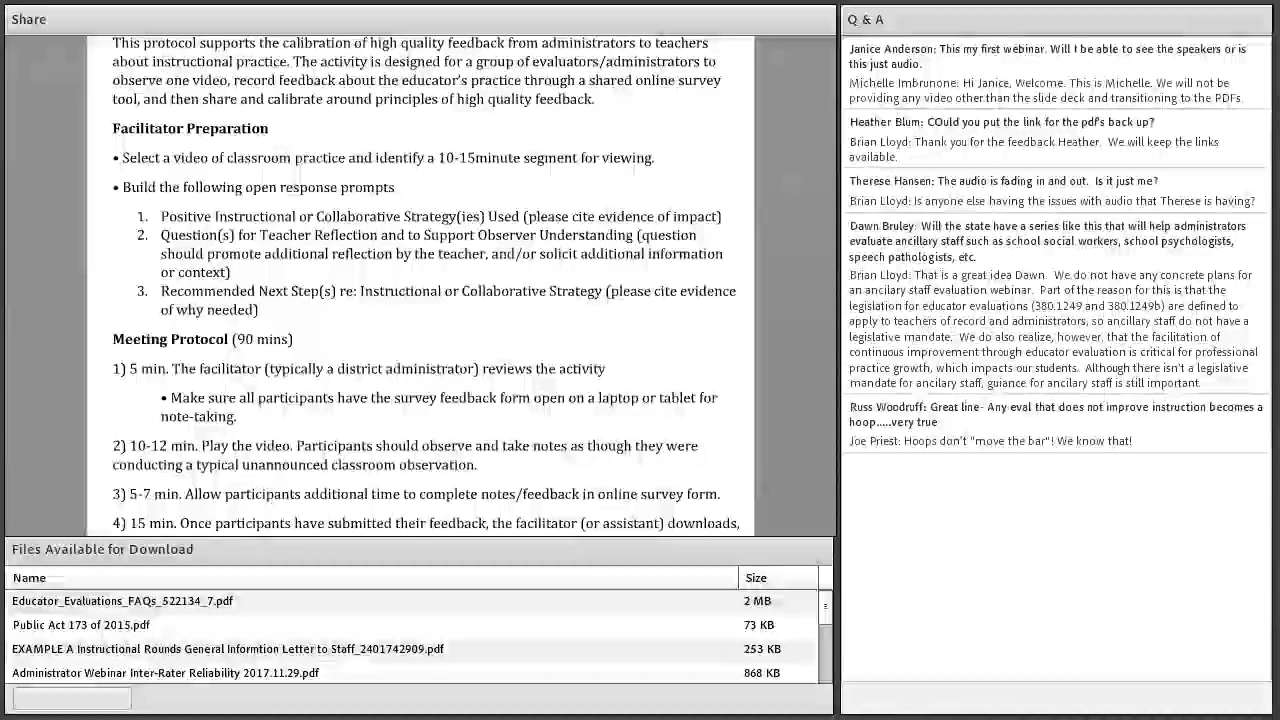 Share
This protocol supports the calibration of high quality feedback from administrators to teachers
about instructional practice. The activity is designed for a group of evaluators/administrators to
observe one video, record feedback about the educator's practice through a shared online survey
tool, and then share and calibrate around principles of high quality feedback.
Facilitator Preparation
• Select a video of classroom practice and identify a 10-15minute segment for viewing.
• Build the following open response prompts
1. Positive Instructional or Collaborative Strategy(ies) Used (please cite evidence of impact)
2. Question(s) for Teacher Reflection and to Support Observer Understanding (question
should promote additional reflection by the teacher, and/or solicit additional information
or context)
3. Recommended Next Step(s) re: Instructional or Collaborative Strategy (please cite evidence
of why needed)
Meeting Protocol (90 mins)
1) 5 min. The facilitator (typically a district administrator) reviews the activity
• Make sure all participants have the survey feedback form open on a laptop or tablet for
note-taking.
2) 10-12 min. Play the video. Participants should observe and take notes as though they were
conducting a typical unannounced classroom observation.
3) 5-7 min. Allow participants additional time to complete notes/feedback in online survey form.
4) 15 min. Once participants have submitted their feedback, the facilitator (or assistant) downloads,
Files Available for Download
Name Size
Educator_Evaluations_FAQs_522134_7.pdf 2 MB
Public Act 173 of 2015.pdf 73 KB
EXAMPLE A Instructional Rounds General Informtion Letter to Staff_2401742909.pdf 253 KB
Administrator Webinar Inter-Rater Reliability 2017.11.29.pdf 868 KB
Q & A
Janice Anderson: This my first webinar. Will I be able to see the speakers or is
this just audio.
Michelle Imbrunone: Hi Janice, Welcome. This is Michelle. We will not be
providing any video other than the slide deck and transitioning to the PDFs.
Heather Blum: COuld you put the link for the pdf's back up?
Brian Lloyd: Thank you for the feedback Heather. We will keep the links
available.
Therese Hansen: The audio is fading in and out. Is it just me?
Brian Lloyd: Is anyone else having the issues with audio that Therese is having?
Dawn Bruley: Will the state have a series like this that will help administrators
evaluate ancillary staff such as school social workers, school psychologists,
speech pathologists, etc.
Brian Lloyd: That is a great idea Dawn. We do not have any concrete plans for
an ancilary staff evaluation webinar. Part of the reason for this is that the
legislation for educator evaluations (380.1249 and 380.1249b) are defined to
apply to teachers of record and administrators, so ancillary staff do not have a
legislative mandate. We do also realize, however, that the facilitation of
continuous improvement through educator evaluation is critical for professional
practice growth, which impacts our students. Although there isn't a legislative
mandate for ancilary staff, guiance for ancilary staff is still important.
Russ Woodruff: Great line- Any eval that does not improve instruction becomes a
hoop.....very true
Joe Priest: Hoops don't "move the bar"! We know that!